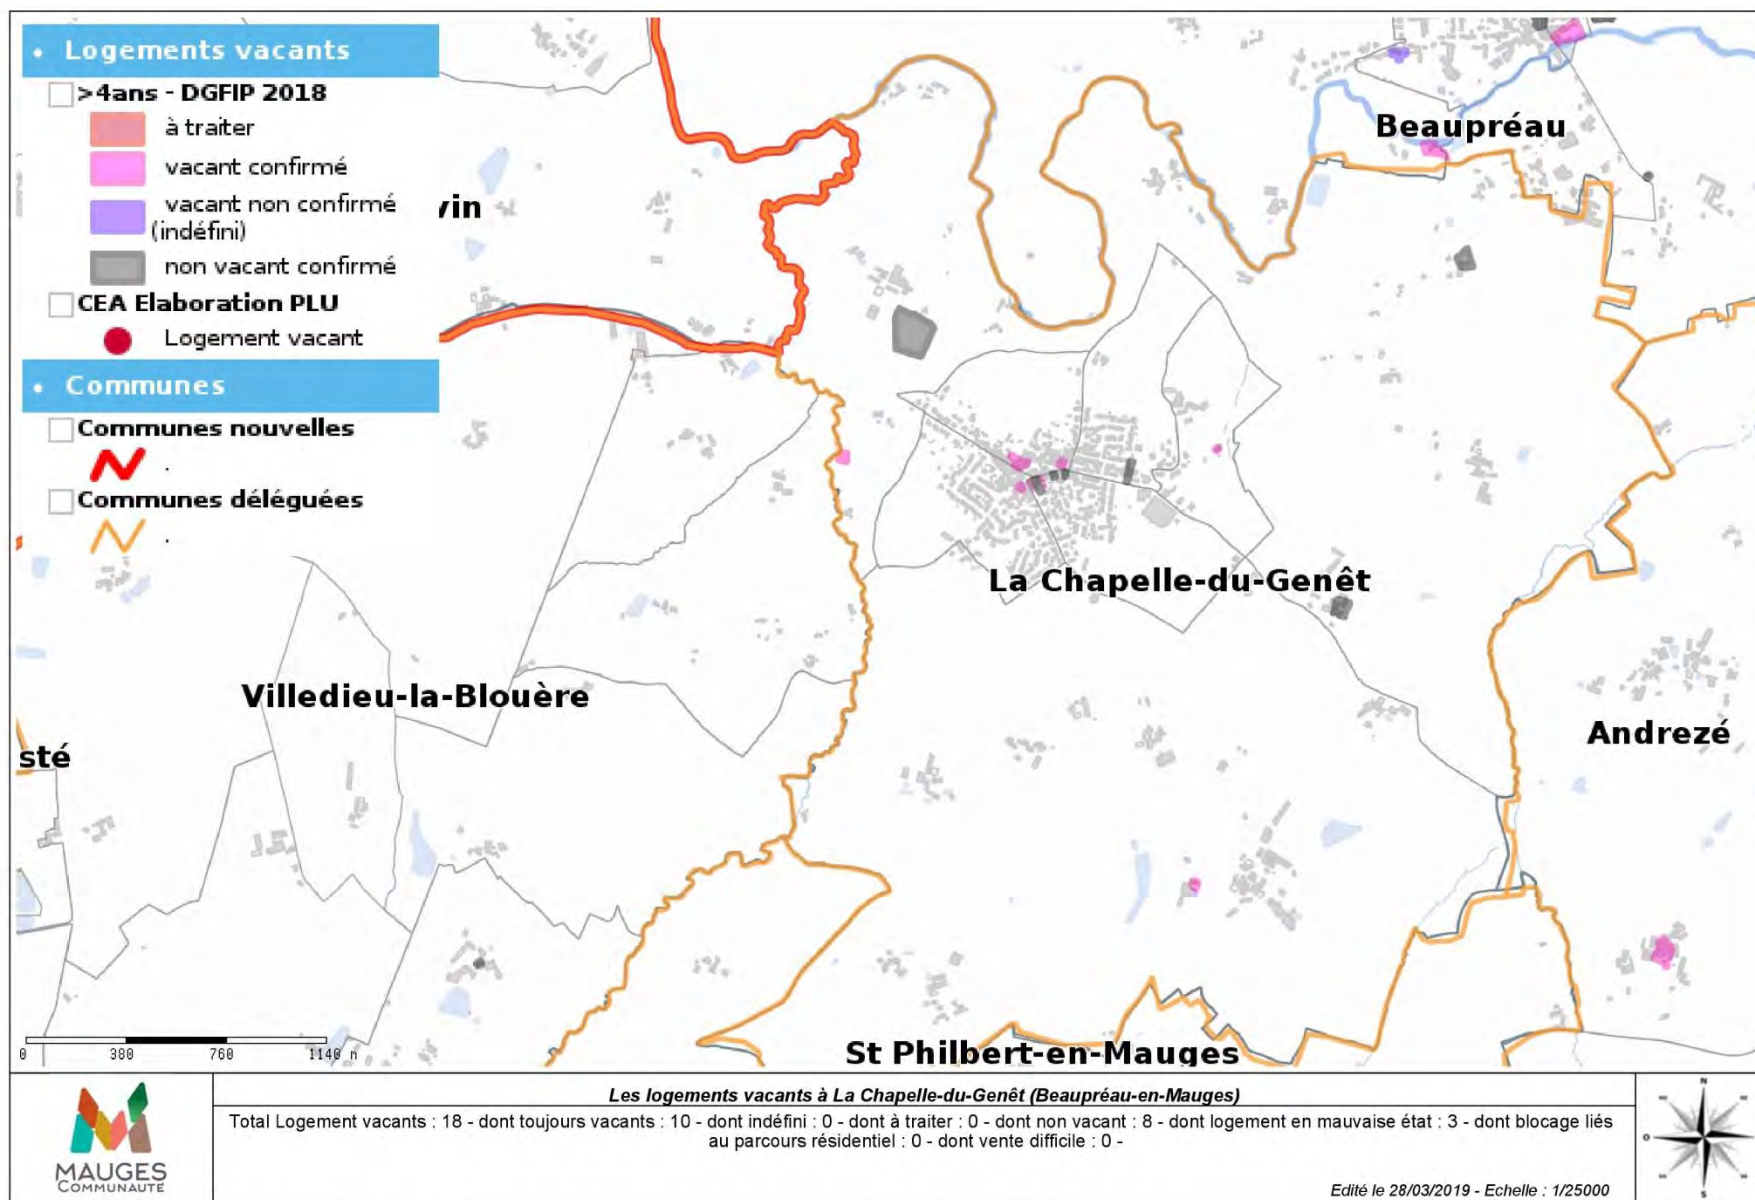 • Logements vacants
>4ans - DGFIP 2018
à traiter
vacant confirmé
vacant non confirmé
(indéfini)
non vacant confirmé
CEA Elaboration PLU
Logement vacant
• Communes
Communes nouvelles
.
Communes déléguées
.
Beaupréau
vin
La Chapelle-du-Genêt
Villedieu-la-Blouère
Andrezé
sté
St Philbert-en-Mauges
0 380 760 1140 m
Les logements vacants à La Chapelle-du-Genêt (Beaupréau-en-Mauges)
Total Logement vacants : 18 - dont toujours vacants : 10 - dont indéfini : 0 - dont à traiter : 0 - dont non vacant : 8 - dont logement en mauvaise état : 3 - dont blocage liés
au parcours résidentiel : 0 - dont vente difficile : 0 -
Edité le 28/03/2019 - Echelle : 1/25000
MAUGES
COMMUNAUTÉ
N
O
S